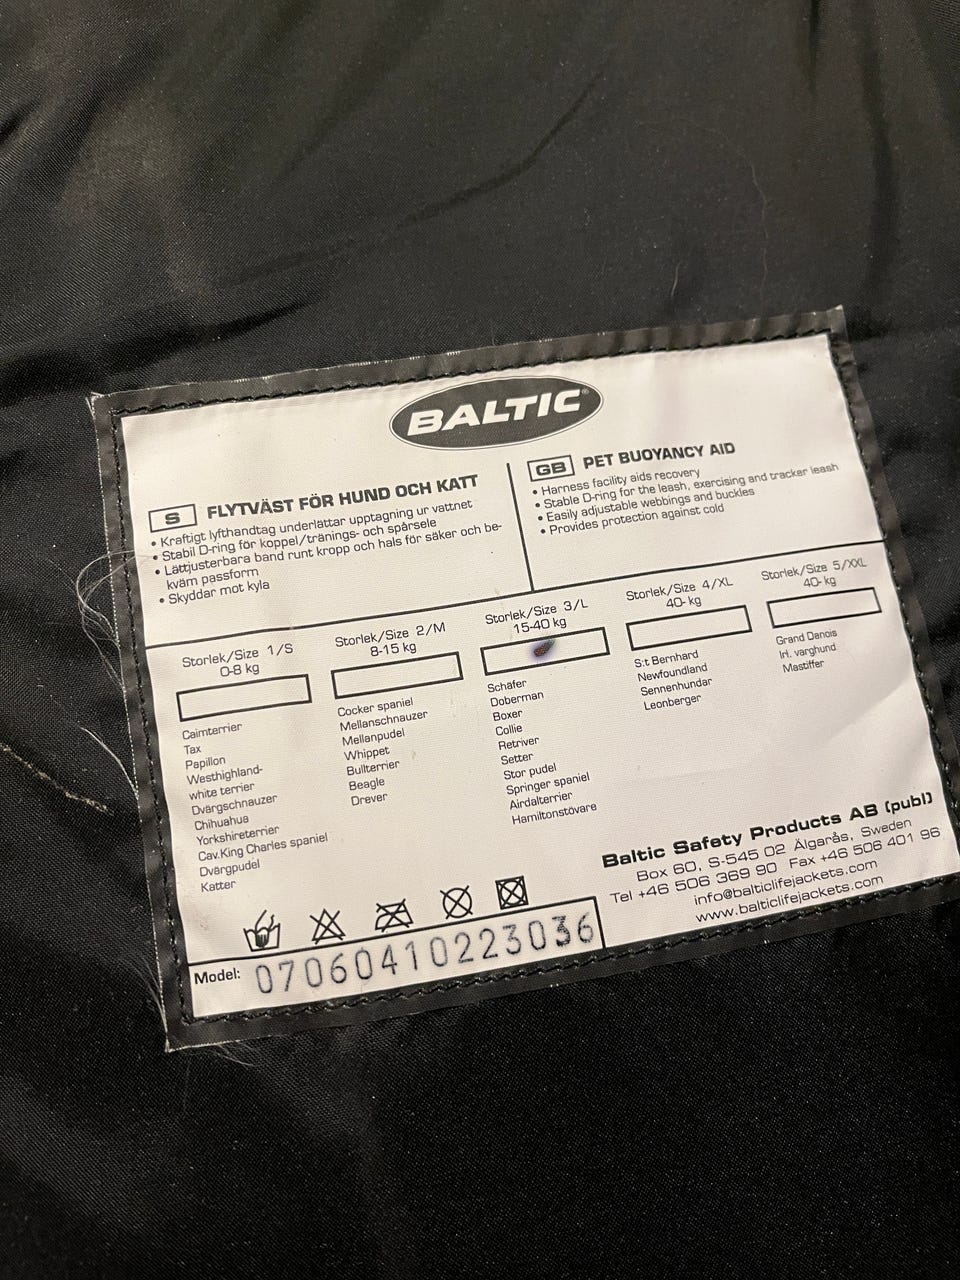 BALTIC®
S FLYTVÄST FÖR HUND OCH KATT
• Kraftigt lyfthandtag underlättar upptagning ur vattnet
• Stabil D-ring för koppel/tränings- och spårsele
• Lättjusterbara band runt kropp och hals för säker och be-
kväm passform
• Skyddar mot kyla
GB PET BUOYANCY AID
• Harness facility aids recovery
• Stable D-ring for the leash, exercising and tracker leash
• Easily adjustable webbings and buckles
• Provides protection against cold
Storlek/Size 1/S
0-8 kg
Cairnterrier
Tax
Papillon
Westhighland-
white terrier
Dvärgschnauzer
Chihuahua
Yorkshireterrier
Cav.King Charles spaniel
Dvärgpudel
Katter
Storlek/Size 2/M
8-15 kg
Cocker spaniel
Mellanschnauzer
Mellanpudel
Whippet
Bullterrier
Beagle
Drever
Storlek/Size 3/L
15-40 kg
Schäfer
Doberman
Boxer
Collie
Retriver
Setter
Stor pudel
Springer spaniel
Airdalterrier
Hamiltonstövare
Storlek/Size 4/XL
40- kg
S:t Bernhard
Newfoundland
Sennenhundar
Leonberger
Storlek/Size 5/XXL
40- kg
Grand Danois
Irl. varghund
Mastiffer
Baltic Safety Products AB (publ)
Box 60, S-545 02 Älgarås, Sweden
Tel +46 506 369 90 Fax +46 506 401 96
info@balticlifejackets.com
www.balticlifejackets.com
Model: 07060410223036